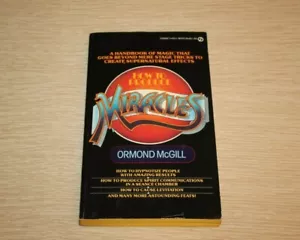 A HANDBOOK OF MAGIC THAT
GOES BEYOND MERE STAGE TRICKS TO
CREATE SUPERNATURAL EFFECTS
HOW TO
PRODUCE
MIRACLES
ORMOND McGILL
HOW TO HYPNOTIZE PEOPLE
WITH AMAZING RESULTS
HOW TO PRODUCE SPIRIT COMMUNICATIONS
IN A SEANCE CHAMBER
HOW TO CAUSE LEVITATION
AND MANY MORE ASTOUNDING FEATS!